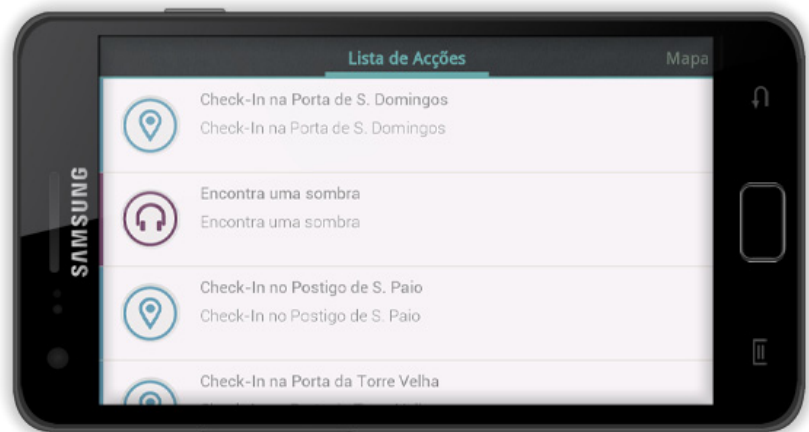 SAMSUNG
Lista de Acções
Mapa
Check-In na Porta de S. Domingos
Check-In na Porta de S. Domingos
Encontra uma sombra
Encontra uma sombra
Check-In no Postigo de S. Paio
Check-In no Postigo de S. Paio
Check-In na Porta da Torre Velha